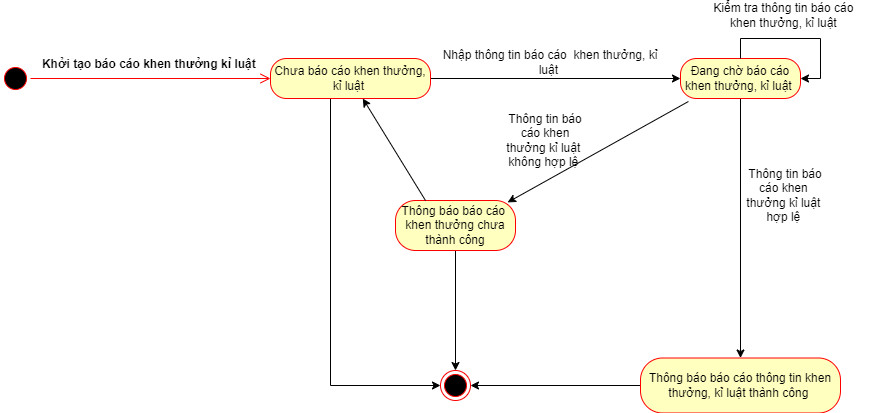 Kiểm tra thông tin báo cáo
khen thưởng, kỉ luật
Khởi tạo báo cáo khen thưởng kỉ luật
Chưa báo cáo khen thưởng,
kỉ luật
Nhập thông tin báo cáo khen thưởng, kỉ
luật
Đang chờ báo cáo
khen thưởng, kỉ luật
Thông tin báo
cáo khen
thưởng kỉ luật
không hợp lệ
Thông tin báo
cáo khen
thưởng kỉ luật
hợp lệ
Thông báo báo cáo
khen thưởng chưa
thành công
Thông báo báo cáo thông tin khen
thưởng, kỉ luật thành công